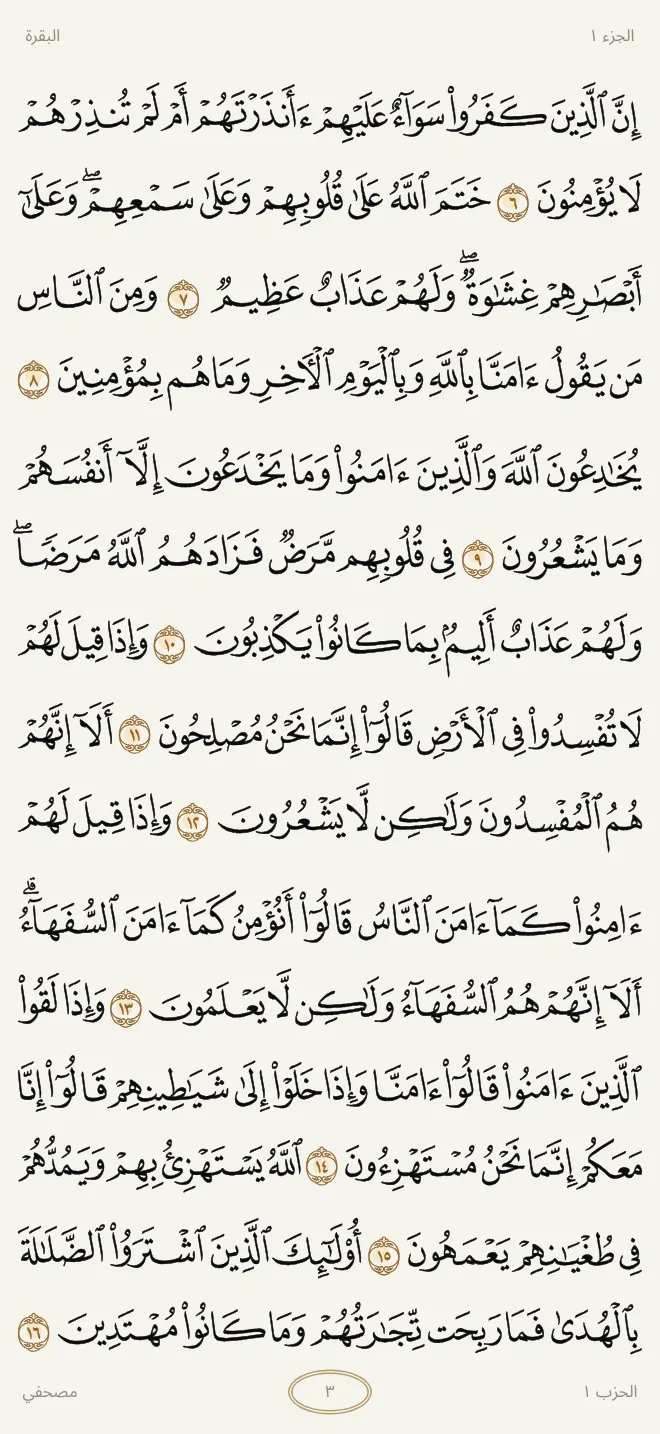 الجزء ١
البقرة
إِنَّ ٱلَّذِينَ كَفَرُوا۟ سَوَآءٌ عَلَيْهِمْ ءَأَنذَرْتَهُمْ أَمْ لَمْ تُنذِرْهُمْ
لَا يُؤْمِنُونَ ٦ خَتَمَ ٱللَّهُ عَلَىٰ قُلُوبِهِمْ وَعَلَىٰ سَمْعِهِمْ ۖ وَعَلَىٰٓ
أَبْصَـٰرِهِمْ غِشَـٰوَةٌ ۖ وَلَهُمْ عَذَابٌ عَظِيمٌ ٧ وَمِنَ ٱلنَّاسِ
مَن يَقُولُ ءَامَنَّا بِٱللَّهِ وَبِٱلْيَوْمِ ٱلْـَٔاخِرِ وَمَا هُم بِمُؤْمِنِينَ ٨
يُخَـٰدِعُونَ ٱللَّهَ وَٱلَّذِينَ ءَامَنُوا۟ وَمَا يَخْدَعُونَ إِلَّآ أَنفُسَهُمْ
وَمَا يَشْعُرُونَ ٩ فِى قُلُوبِهِم مَّرَضٌ فَزَادَهُمُ ٱللَّهُ مَرَضًا ۖ
وَلَهُمْ عَذَابٌ أَلِيمٌۢ بِمَا كَانُوا۟ يَكْذِبُونَ ١٠ وَإِذَا قِيلَ لَهُمْ
لَا تُفْسِدُوا۟ فِى ٱلْأَرْضِ قَالُوٓا۟ إِنَّمَا نَحْنُ مُصْلِحُونَ ١١ أَلَآ إِنَّهُمْ
هُمُ ٱلْمُفْسِدُونَ وَلَـٰكِن لَّا يَشْعُرُونَ ١٢ وَإِذَا قِيلَ لَهُمْ
ءَامِنُوا۟ كَمَآ ءَامَنَ ٱلنَّاسُ قَالُوٓا۟ أَنُؤْمِنُ كَمَآ ءَامَنَ ٱلسُّفَهَآءُ ۗ
أَلَآ إِنَّهُمْ هُمُ ٱلسُّفَهَآءُ وَلَـٰكِن لَّا يَعْلَمُونَ ١٣ وَإِذَا لَقُوا۟
ٱلَّذِينَ ءَامَنُوا۟ قَالُوٓا۟ ءَامَنَّا وَإِذَا خَلَوْا۟ إِلَىٰ شَيَـٰطِينِهِمْ قَالُوٓا۟ إِنَّا
مَعَكُمْ إِنَّمَا نَحْنُ مُسْتَهْزِءُونَ ١٤ ٱللَّهُ يَسْتَهْزِئُ بِهِمْ وَيَمُدُّهُمْ
فِى طُغْيَـٰنِهِمْ يَعْمَهُونَ ١٥ أُو۟لَـٰٓئِكَ ٱلَّذِينَ ٱشْتَرَوُا۟ ٱلضَّلَـٰلَةَ
بِٱلْهُدَىٰ فَمَا رَبِحَت تِّجَـٰرَتُهُمْ وَمَا كَانُوا۟ مُهْتَدِينَ ١٦
الحزب ١
٣
مصحفي